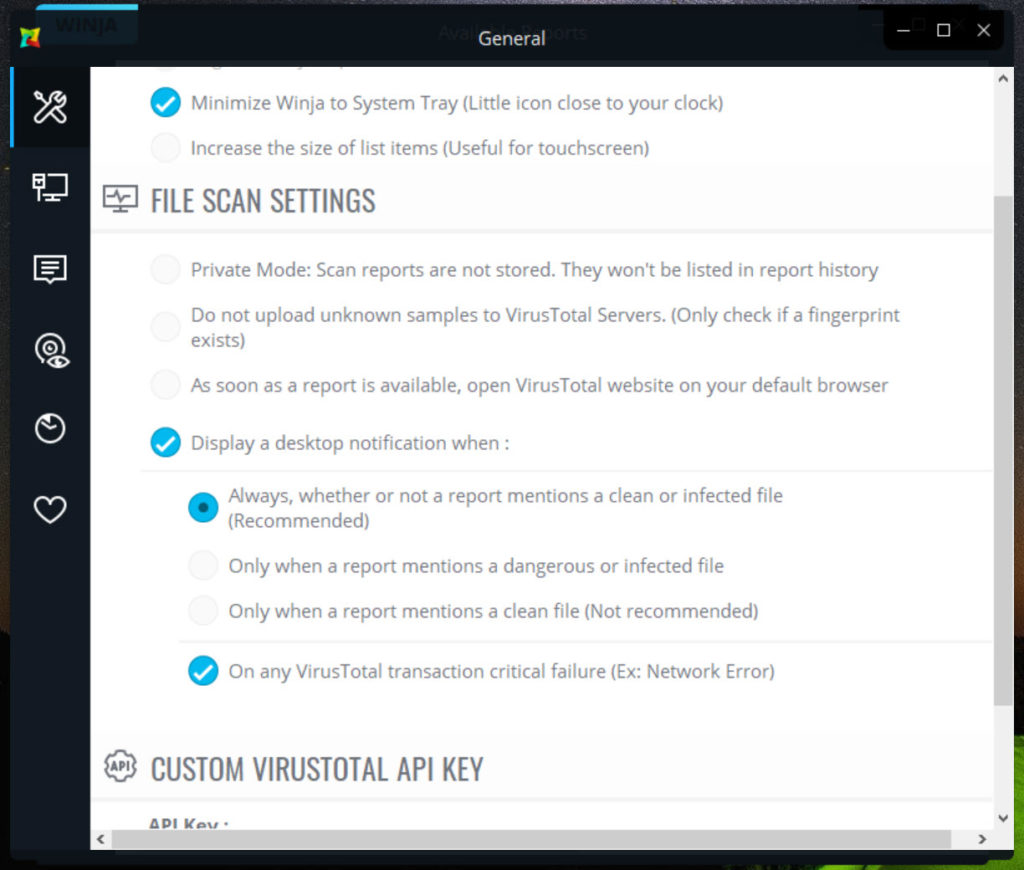 WINJA
Available Reports
General
Minimize Winja to System Tray (Little icon close to your clock)
Increase the size of list items (Useful for touchscreen)
FILE SCAN SETTINGS
Private Mode: Scan reports are not stored. They won't be listed in report history
Do not upload unknown samples to VirusTotal Servers. (Only check if a fingerprint
exists)
As soon as a report is available, open VirusTotal website on your default browser
Display a desktop notification when :
Always, whether or not a report mentions a clean or infected file
(Recommended)
Only when a report mentions a dangerous or infected file
Only when a report mentions a clean file (Not recommended)
On any VirusTotal transaction critical failure (Ex: Network Error)
API
CUSTOM VIRUSTOTAL API KEY
API Key :